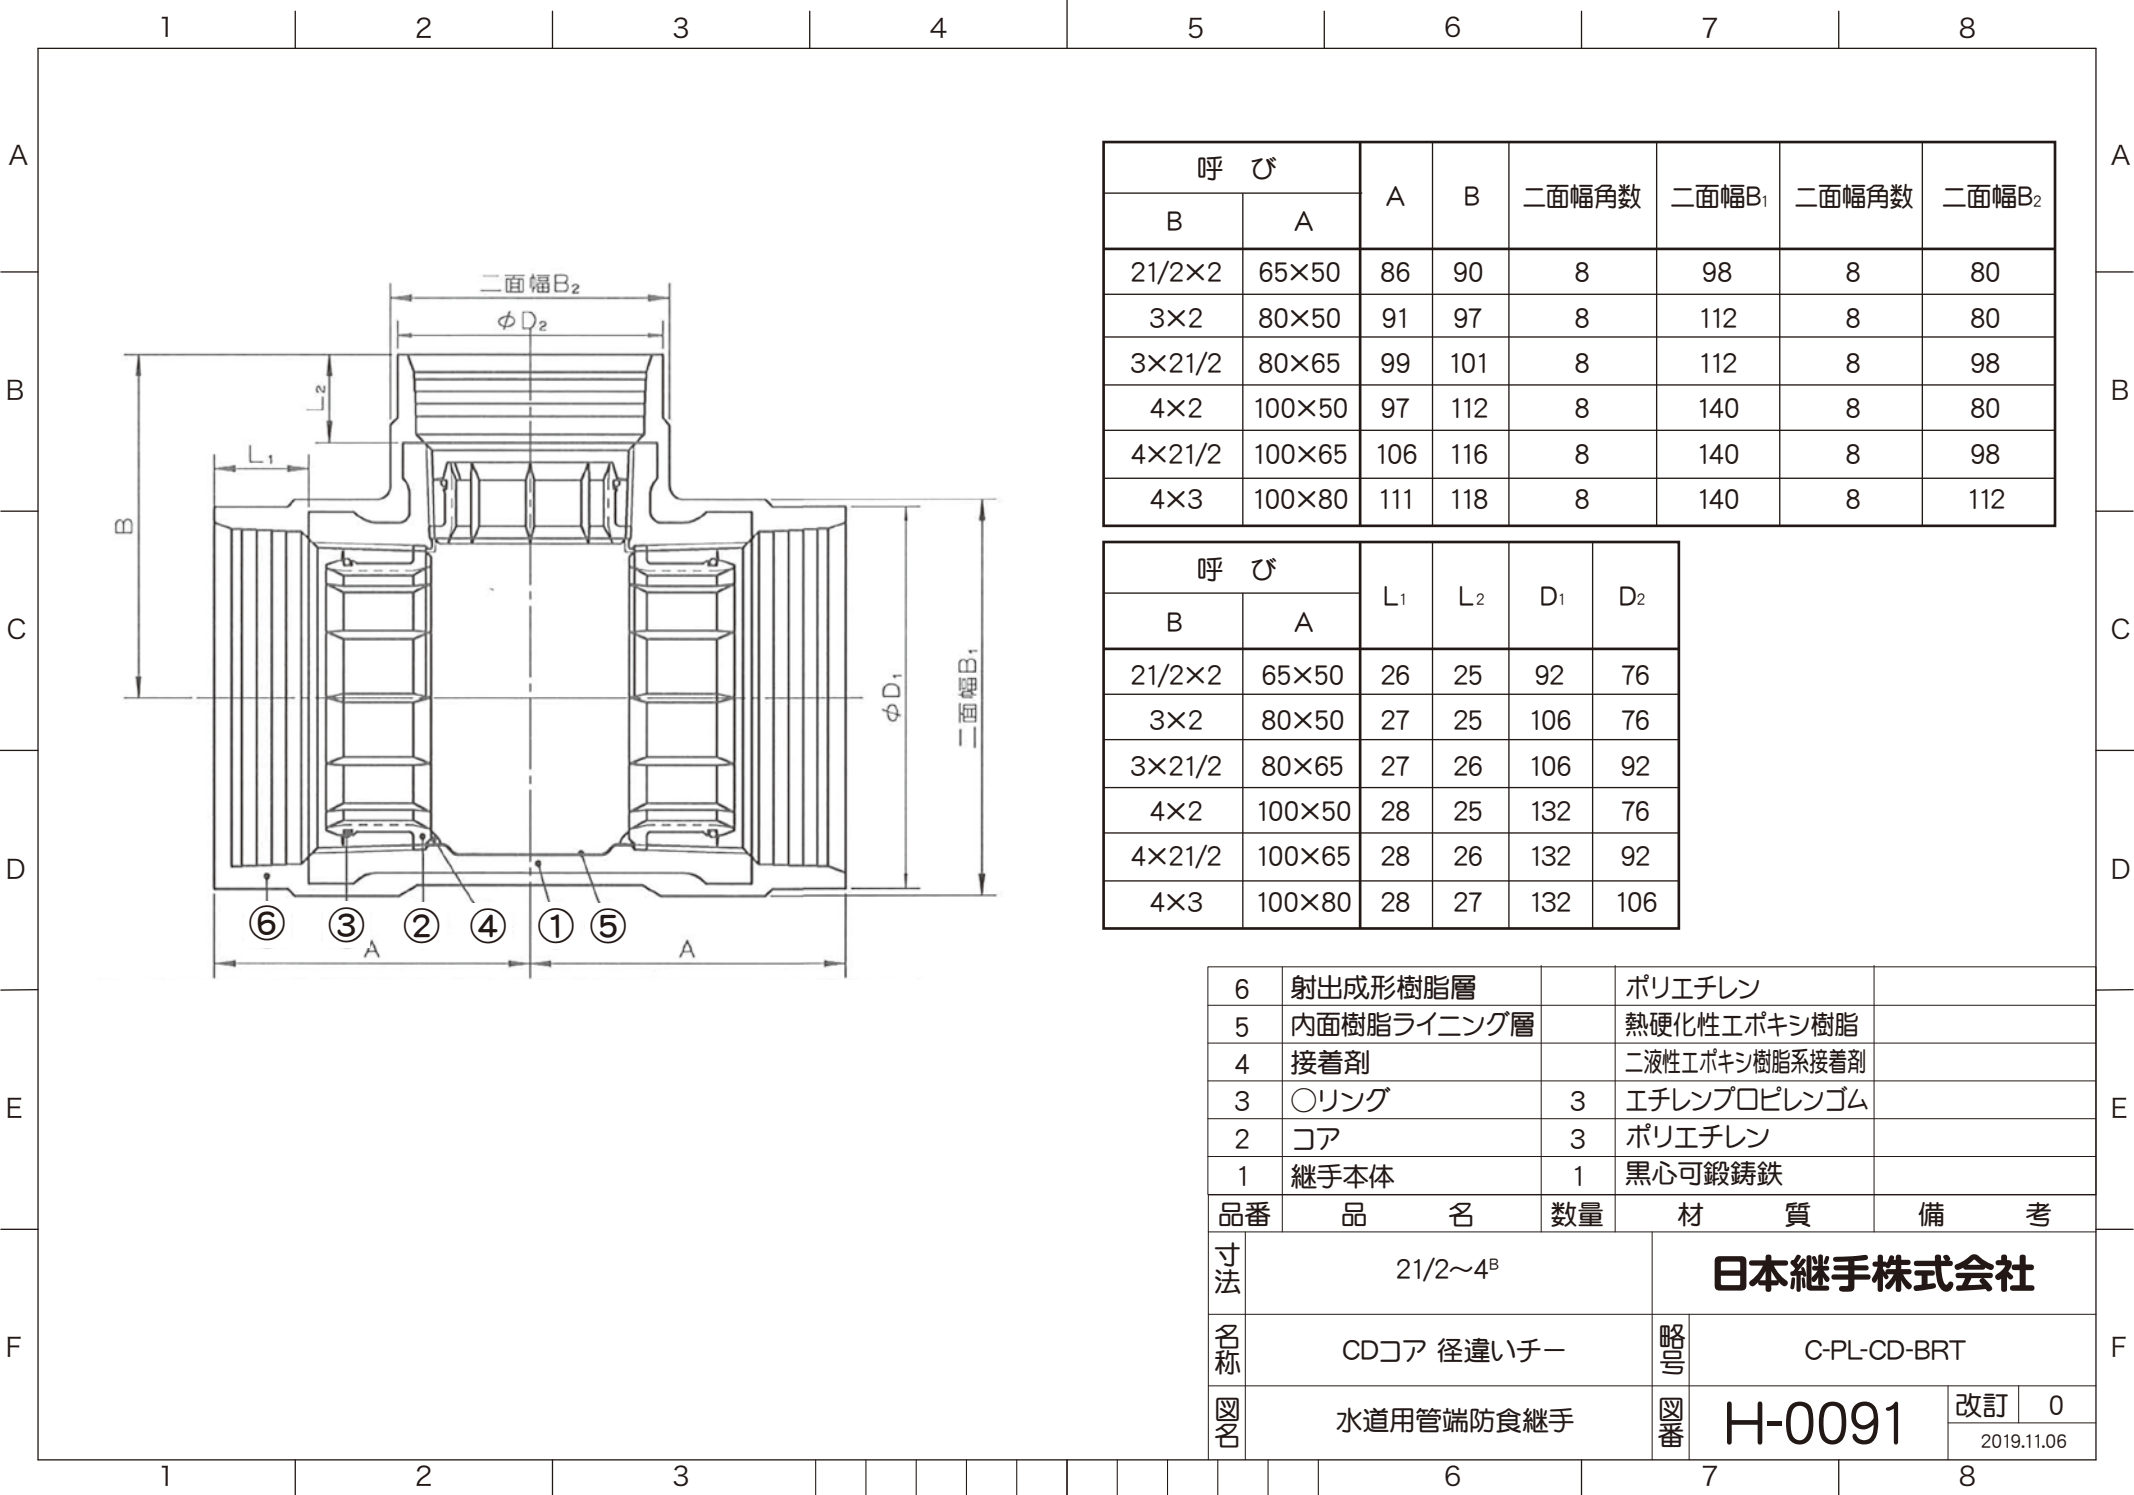 1 2 3 4 5 6 7 8
A A
B B
C C
D D
E E
F F
二面幅B₂
φD₂
L₂
L₁
B
φD₁
二面幅B₁
⑥ ③ ② ④ ① ⑤
A A
呼 び A B 二面幅角数 二面幅B₁ 二面幅角数 二面幅B₂
B A
21/2×2 65×50 86 90 8 98 8 80
3×2 80×50 91 97 8 112 8 80
3×21/2 80×65 99 101 8 112 8 98
4×2 100×50 97 112 8 140 8 80
4×21/2 100×65 106 116 8 140 8 98
4×3 100×80 111 118 8 140 8 112
呼 び L₁ L₂ D₁ D₂
B A
21/2×2 65×50 26 25 92 76
3×2 80×50 27 25 106 76
3×21/2 80×65 27 26 106 92
4×2 100×50 28 25 132 76
4×21/2 100×65 28 26 132 92
4×3 100×80 28 27 132 106
6 射出成形樹脂層 ポリエチレン
5 内面樹脂ライニング層 熱硬化性エポキシ樹脂
4 接着剤 二液性エポキシ樹脂系接着剤
3 ○リング 3 エチレンプロピレンゴム
2 コア 3 ポリエチレン
1 継手本体 1 黒心可鍛鋳鉄
品番 品 名 数量 材 質 備 考
寸法 21/2〜4ᴮ 日本継手株式会社
名称 CDコア 径違いチー 略号 C-PL-CD-BRT
図名 水道用管端防食継手 図番 H-0091 改訂 0
2019.11.06
1 2 3 6 7 8